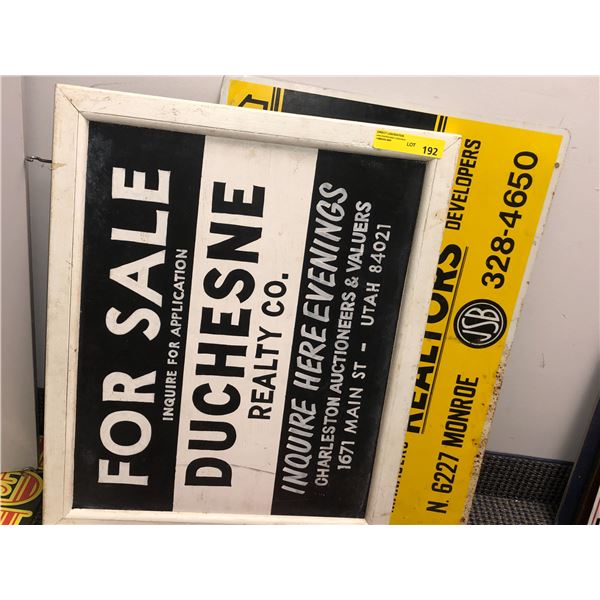 FOR SALE
INQUIRE FOR APPLICATION
DUCHESNE
REALTY CO.
INQUIRE HERE EVENINGS
CHARLESTON AUCTIONEERS & VALUERS
1671 MAIN ST - UTAH 84021
LOT 192
REALTORS
DEVELOPERS
JSB
328-4650
N. 6227 MONROE